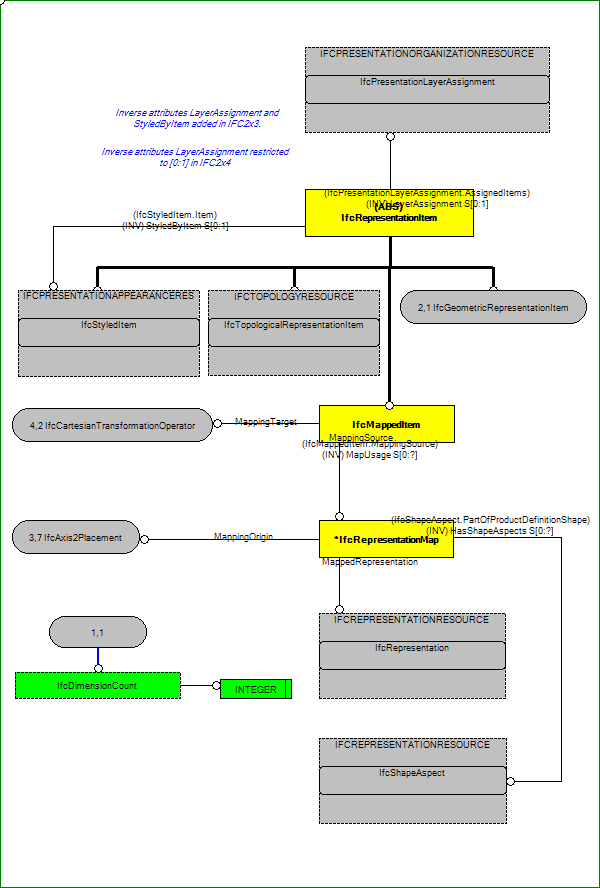 IFCPRESENTATIONORGANIZATIONRESOURCE
IfcPresentationLayerAssignment
Inverse attributes LayerAssignment and
StyledByItem added in IFC2x3.
Inverse attributes LayerAssignment restricted
to [0:1] in IFC2x4
(IfcPresentationLayerAssignment.AssignedItems)
(INV) LayerAssignment S[0:1]
(ABS)
IfcRepresentationItem
(IfcStyledItem.Item)
(INV) StyledByItem S[0:1]
IFCPRESENTATIONAPPEARANCERES
IfcStyledItem
IFCTOPOLOGYRESOURCE
IfcTopologicalRepresentationItem
2,1 IfcGeometricRepresentationItem
4,2 IfcCartesianTransformationOperator
MappingTarget
IfcMappedItem
MappingSource
(IfcMappedItem.MappingSource)
(INV) MapUsage S[0:?]
3,7 IfcAxis2Placement
MappingOrigin
*IfcRepresentationMap
(IfcShapeAspect.PartOfProductDefinitionShape)
(INV) HasShapeAspects S[0:?]
MappedRepresentation
IFCREPRESENTATIONRESOURCE
IfcRepresentation
1,1
IfcDimensionCount
INTEGER
IFCREPRESENTATIONRESOURCE
IfcShapeAspect